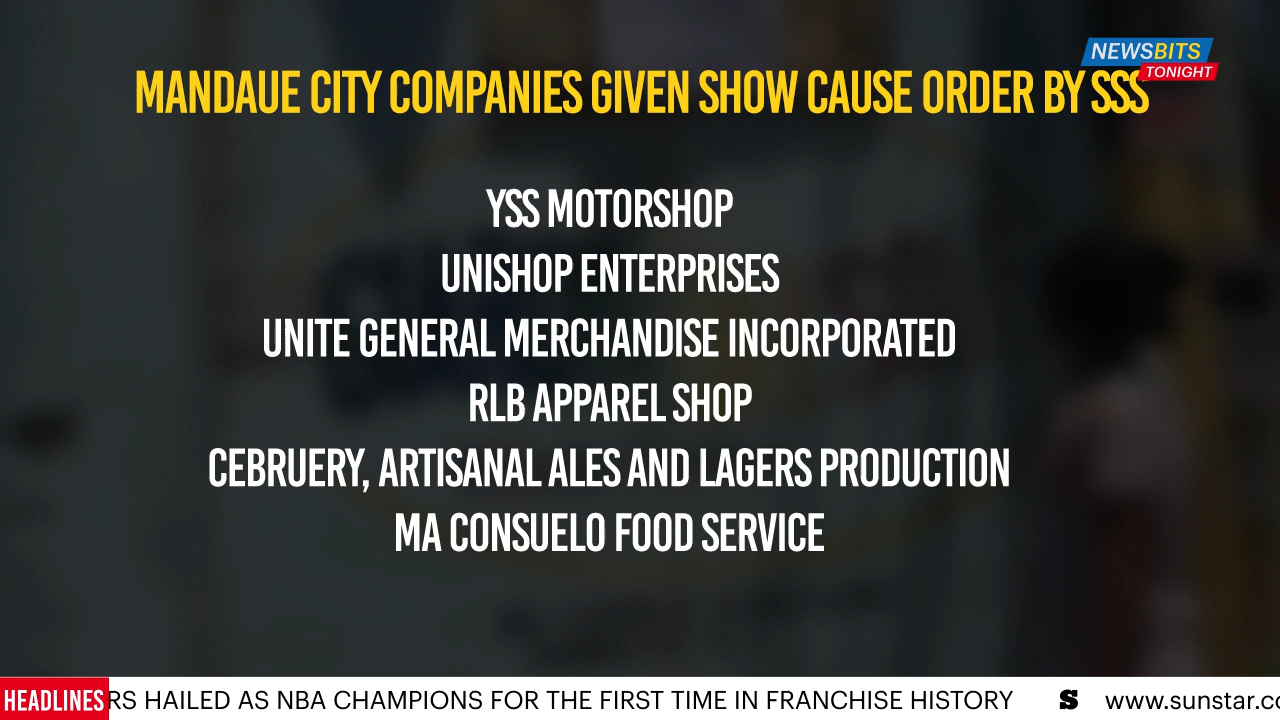 NEWSBITS
TONIGHT
MANDAUE CITY COMPANIES GIVEN SHOW CAUSE ORDER BY SSS
YSS MOTORSHOP
UNISHOP ENTERPRISES
UNITE GENERAL MERCHANDISE INCORPORATED
RLB APPAREL SHOP
CEBRUERY, ARTISANAL ALES AND LAGERS PRODUCTION
MA CONSUELO FOOD SERVICE
HEADLINES RS HAILED AS NBA CHAMPIONS FOR THE FIRST TIME IN FRANCHISE HISTORY S www.sunstar.co